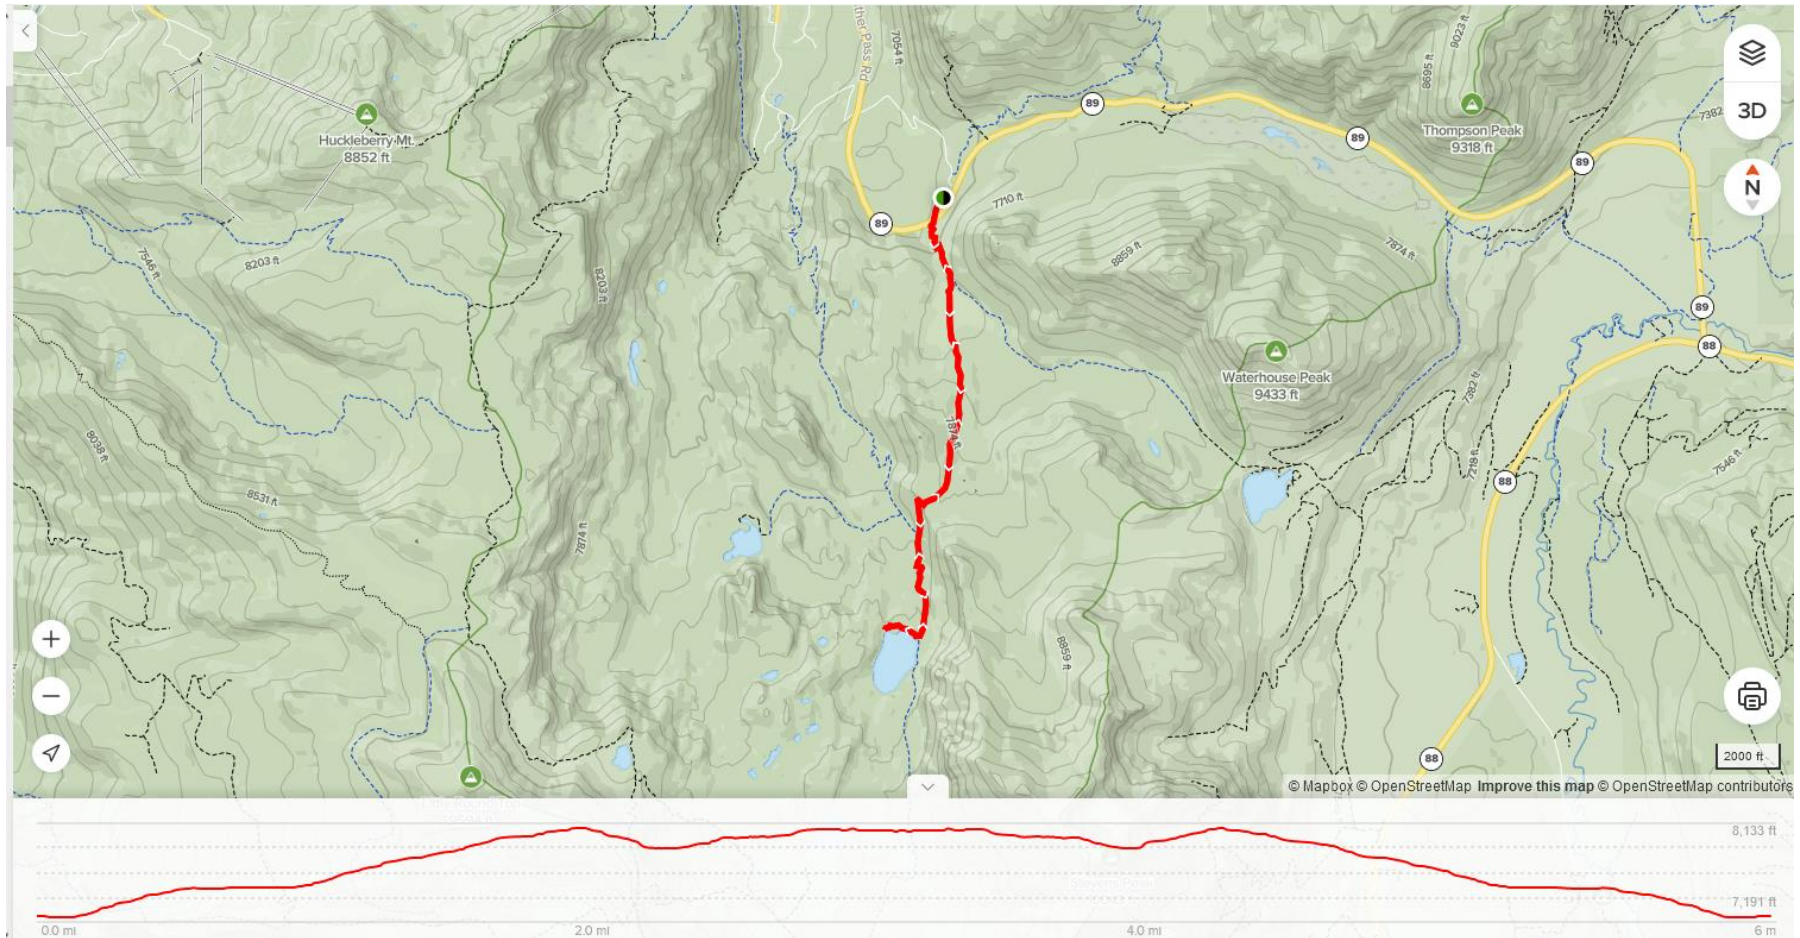 ther Pass Rd
7054 ft
89
9023 ft
8695 ft
3D
Huckleberry Mt.
8852 ft
89
Thompson Peak
9318 ft
7382
89
N
7710 ft
89
7546 ft
8203 ft
8203 ft
8859 ft
7874 ft
89
88
Waterhouse Peak
9433 ft
7382 ft
7874 ft
8038 ft
8531 ft
7218 ft
7546 ft
88
7874 ft
8859 ft
88
2000 ft
© Mapbox © OpenStreetMap Improve this map © OpenStreetMap contributors
8,133 ft
7,191 ft
0.0 mi
2.0 mi
4.0 mi
6 m